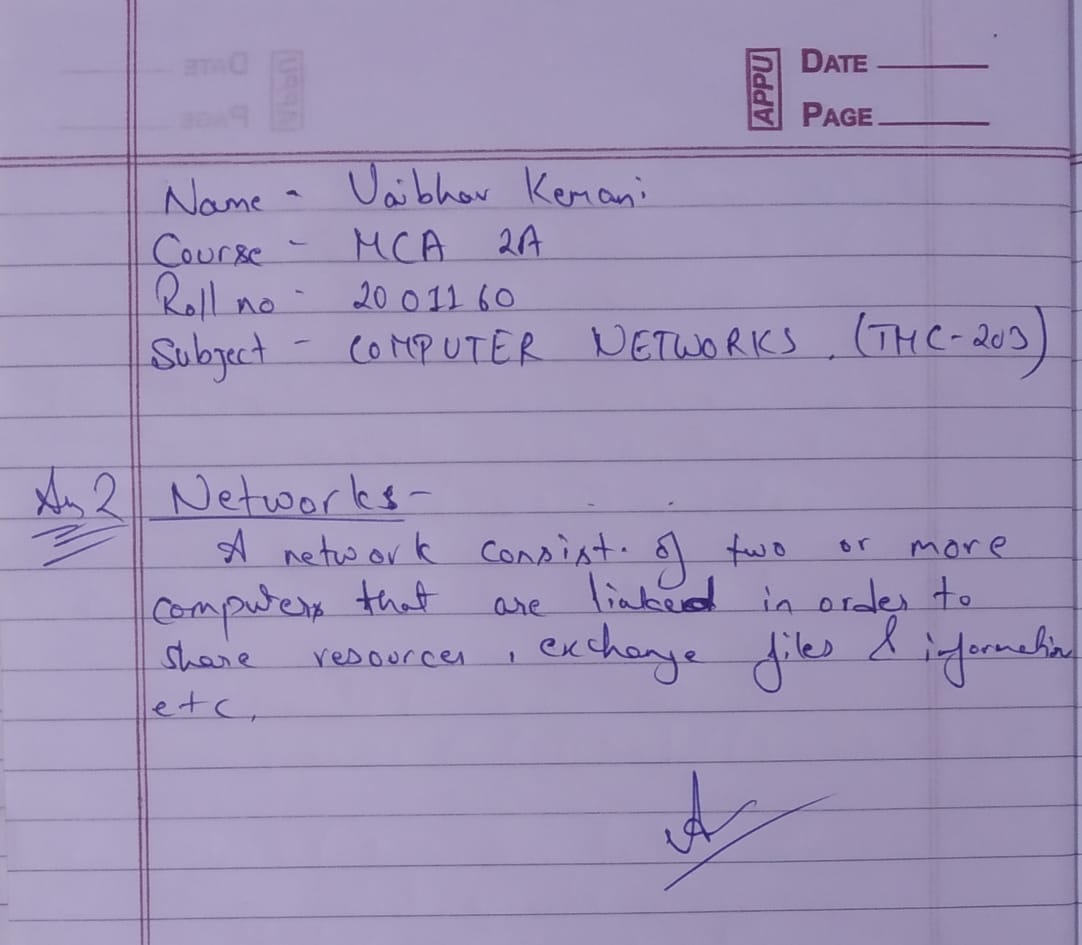 APPU DATE
PAGE
Name - Vaibhav Kemani
Course - MCA 2A
Roll no - 2001160
Subject - COMPUTER NETWORKS. (TMC-203)
Ans 2 Networks -
A network consist. of two or more
computers that are linked in order to
share resources, exchange files & information
etc,